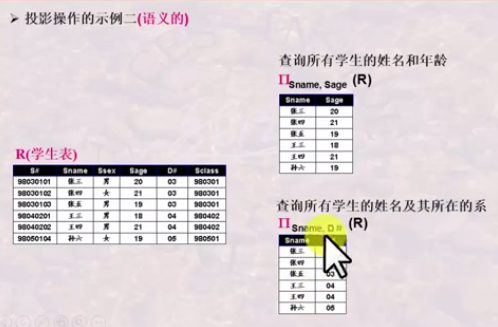 投影操作的示例二(语义的)
查询所有学生的姓名和年龄
Π Sname, Sage (R)
Sname Sage
张三 20
张四 21
张五 19
王三 18
王四 21
孙六 19
R(学生表)
S# Sname Ssex Sage D# Sclass
98030101 张三 男 20 03 980301
98030102 张四 女 21 03 980301
98030103 张五 男 19 03 980301
98040201 王三 男 18 04 980402
98040202 王四 男 21 04 980402
98050104 孙六 女 19 05 980501
查询所有学生的姓名及其所在的系
Π Sname, D # (R)
Sname
张三
张四
张五 03
王三 04
王四 04
孙六 05